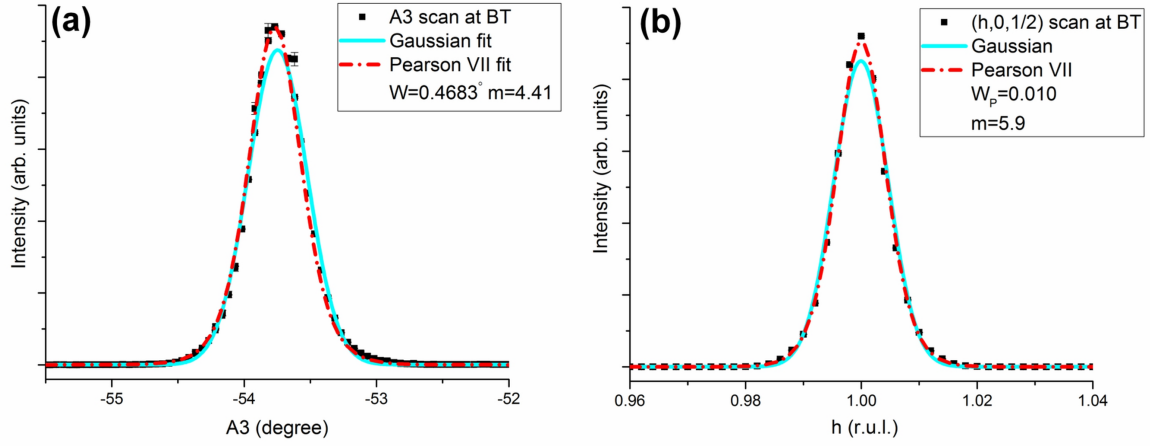 (a)
A3 scan at BT
Gaussian fit
Pearson VII fit
W=0.4683° m=4.41
Intensity (arb. units)
-55
-54
-53
-52
A3 (degree)
(b)
(h,0,1/2) scan at BT
Gaussian
Pearson VII
W_P=0.010
m=5.9
Intensity (arb. units)
0.96
0.98
1.00
1.02
1.04
h (r.u.l.)